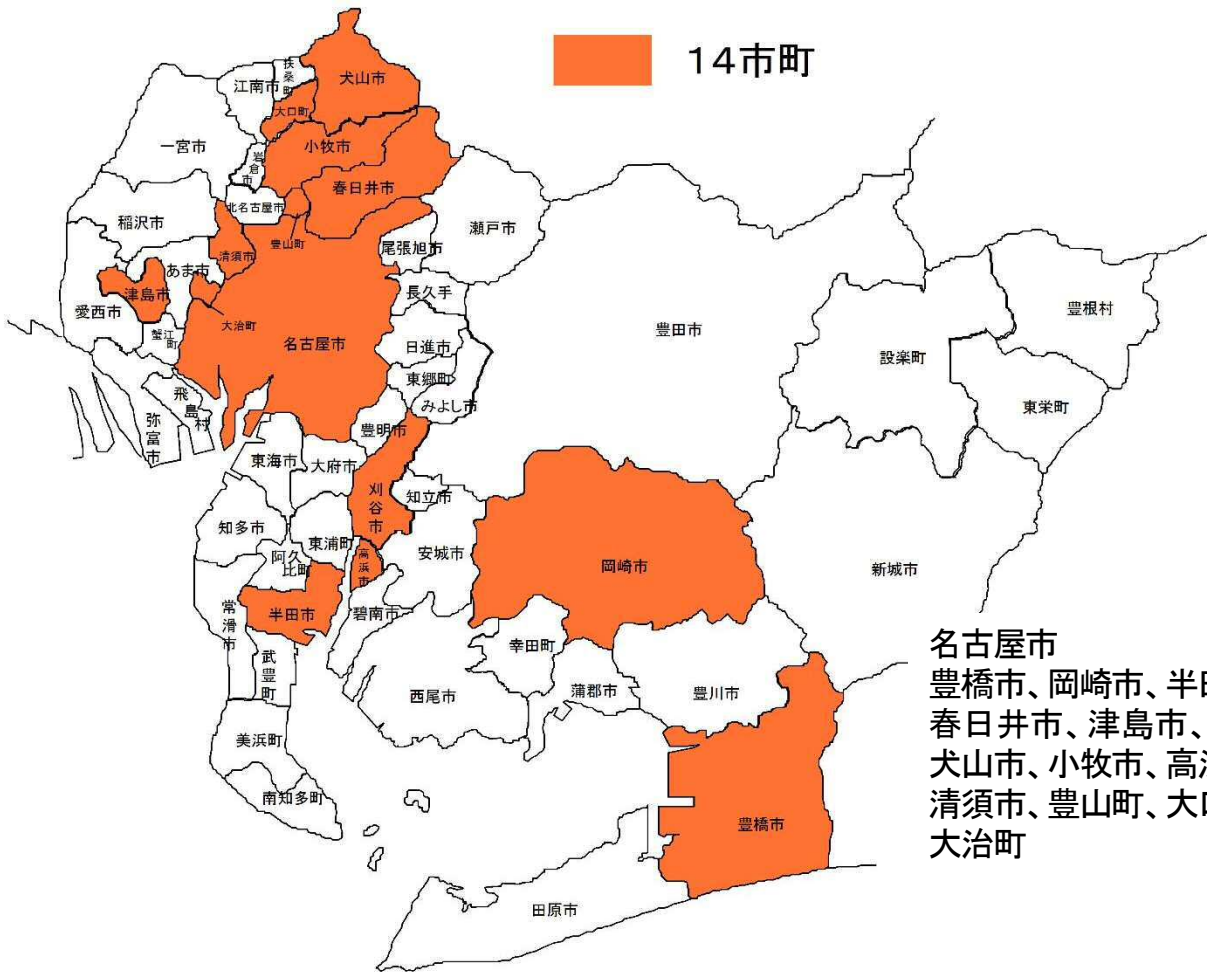 14市町
扶桑町
犬山市
江南市
大口町
一宮市
小牧市
岩倉市
春日井市
北名古屋市
稲沢市
瀬戸市
豊山町
尾張旭市
清須市
あま市
津島市
長久手
愛西市
大治町
豊根村
豊田市
蟹江町
名古屋市
日進市
設楽町
東郷町
飛島村
みよし市
東栄町
弥富市
豊明市
東海市
大府市
刈谷市
知立市
知多市
東浦町
安城市
阿久比町
高浜市
岡崎市
新城市
半田市
碧南市
常滑市
幸田町
武豊町
西尾市
蒲郡市
豊川市
美浜町
南知多町
豊橋市
田原市
名古屋市
豊橋市、岡崎市、半
春日井市、津島市、
犬山市、小牧市、高
清須市、豊山町、大
大治町